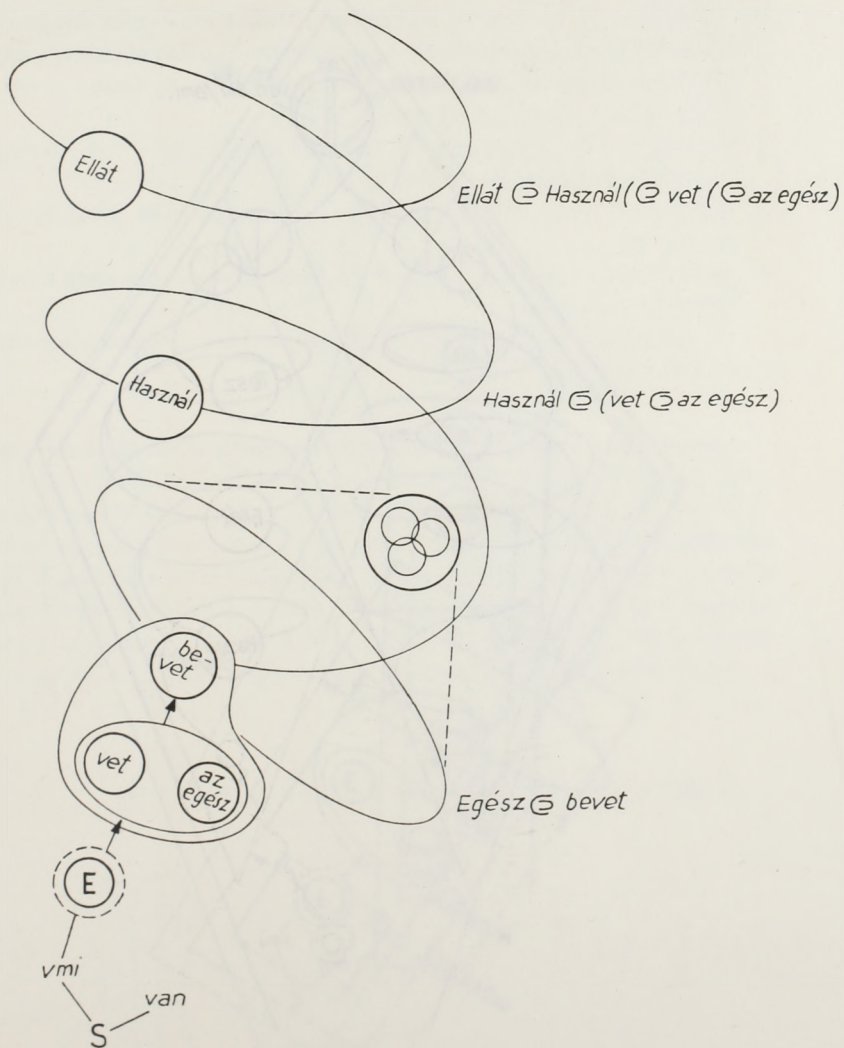 Ellát
Ellát ⊂ Használ ( ⊂ vet ( ⊂ az egész)
Használ
Használ ⊂ (vet ⊂ az egész)
be-
vet
vet
az
egész
Egész ⊂ bevet
E
vmi
van
S